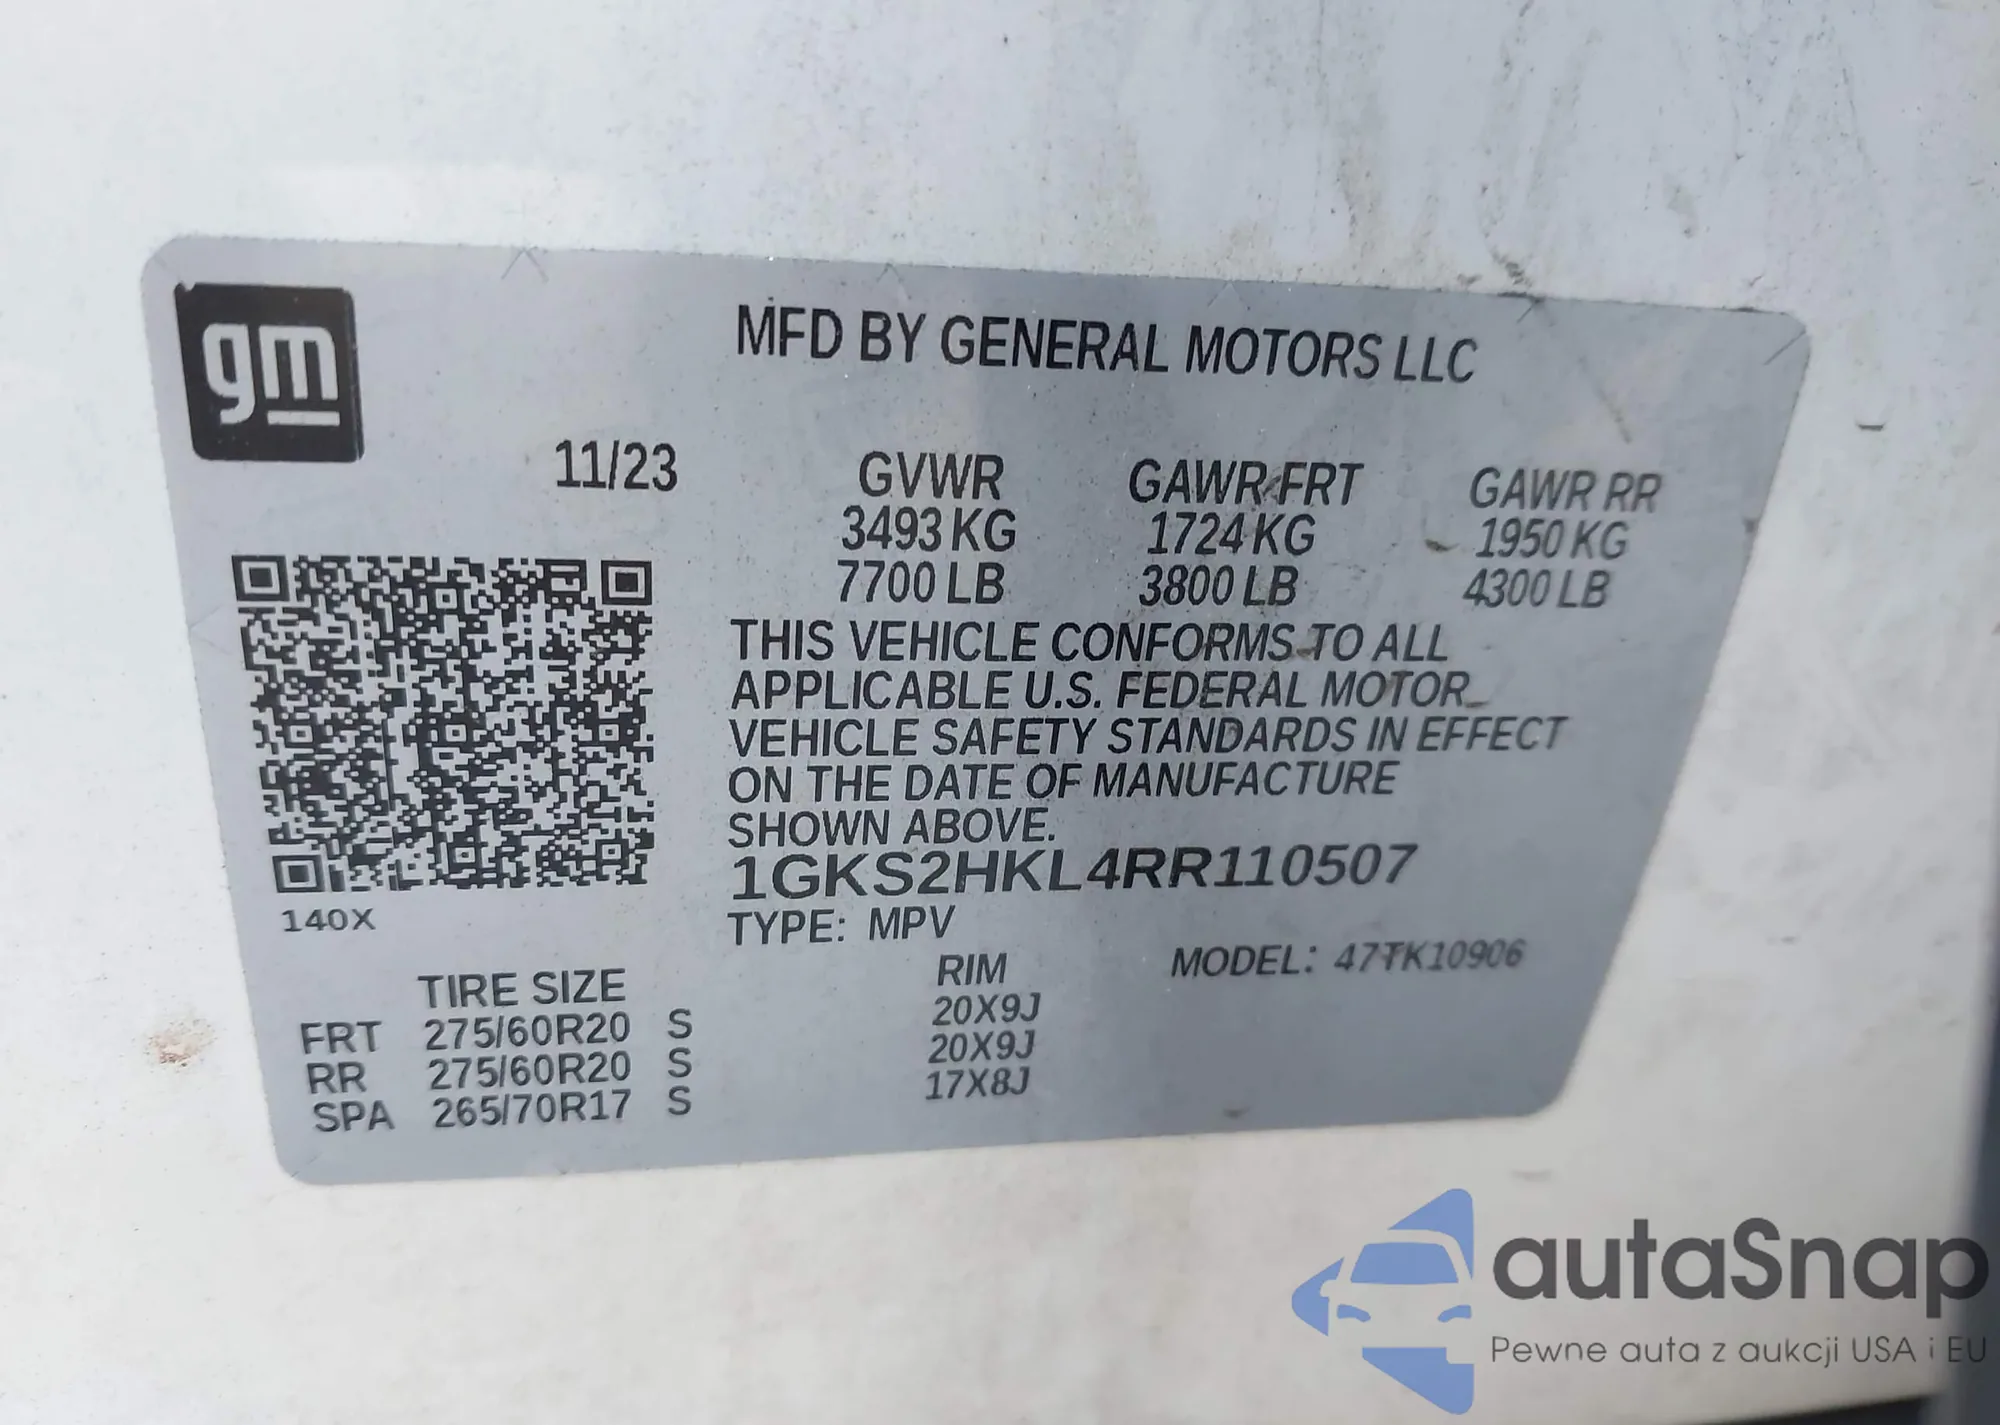 gm
MFD BY GENERAL MOTORS LLC
11/23
GVWR GAWR FRT GAWR RR
3493 KG 1724 KG 1950 KG
7700 LB 3800 LB 4300 LB
THIS VEHICLE CONFORMS TO ALL
APPLICABLE U.S. FEDERAL MOTOR
VEHICLE SAFETY STANDARDS IN EFFECT
ON THE DATE OF MANUFACTURE
SHOWN ABOVE.
1GKS2HKL4RR110507
140X
TYPE: MPV
MODEL: 47TK10906
TIRE SIZE RIM
FRT 275/60R20 S 20X9J
RR 275/60R20 S 20X9J
SPA 265/70R17 S 17X8J
autaSnap
Pewne auta z aukcji USA i EU